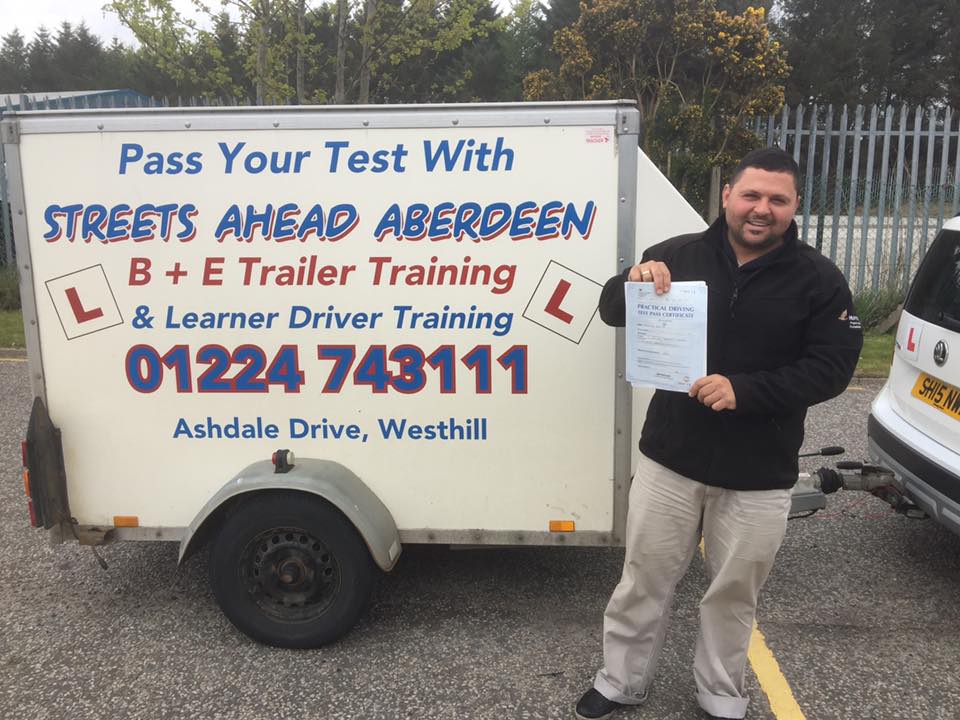 Pass Your Test With
STREETS AHEAD ABERDEEN
B + E Trailer Training
& Learner Driver Training
L
L
01224 743111
Ashdale Drive, Westhill
PRACTICAL DRIVING
TEST PASS CERTIFICATE
L
SH15 NW